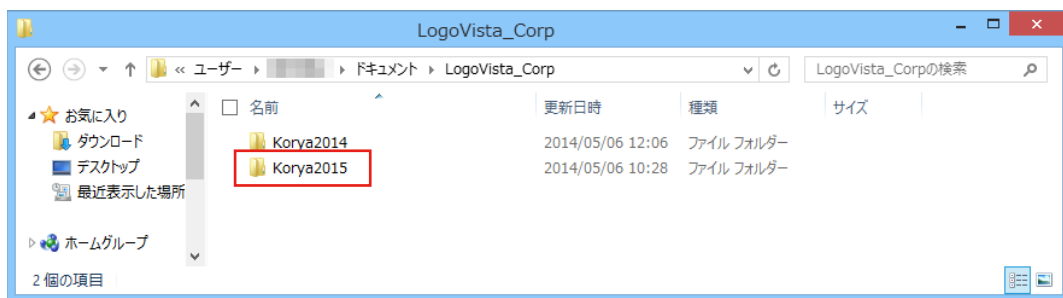 LogoVista_Corp
« ユーザー ▸ ▸ ドキュメント ▸ LogoVista_Corp
LogoVista_Corpの検索
お気に入り
ダウンロード
デスクトップ
最近表示した場所
ホームグループ
名前 更新日時 種類 サイズ
Korya2014 2014/05/06 12:06 ファイル フォルダー
Korya2015 2014/05/06 10:28 ファイル フォルダー
2 個の項目